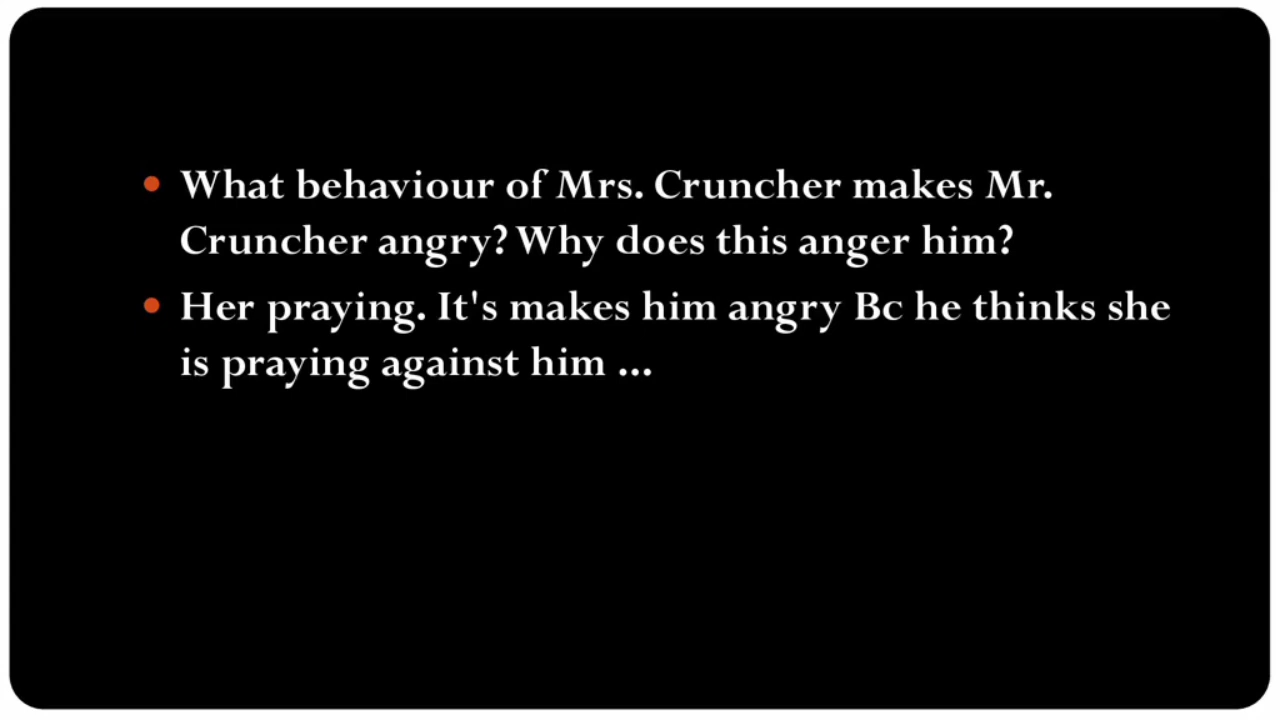 • What behaviour of Mrs. Cruncher makes Mr.
Cruncher angry? Why does this anger him?
• Her praying. It's makes him angry Bc he thinks she
is praying against him ...